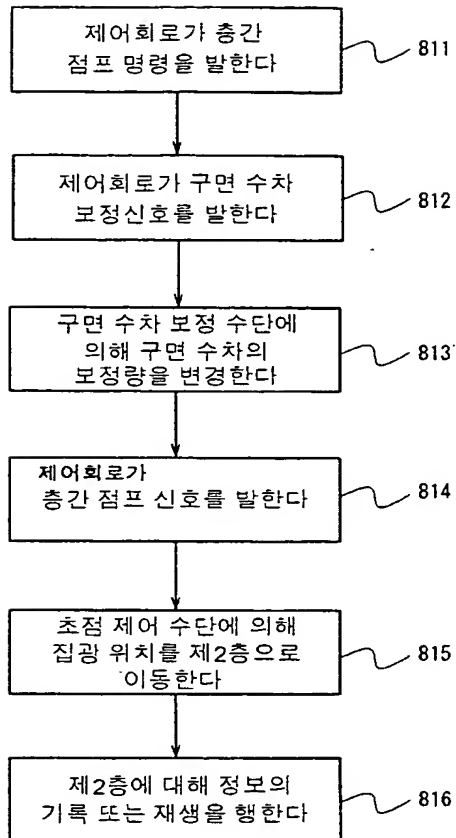 제어회로가 층간
점프 명령을 발한다
811
제어회로가 구면 수차
보정신호를 발한다
812
구면 수차 보정 수단에
의해 구면 수차의
보정량을 변경한다
813
제어회로가
층간 점프 신호를 발한다
814
초점 제어 수단에 의해
집광 위치를 제2층으로
이동한다
815
제2층에 대해 정보의
기록 또는 재생을 행한다
816